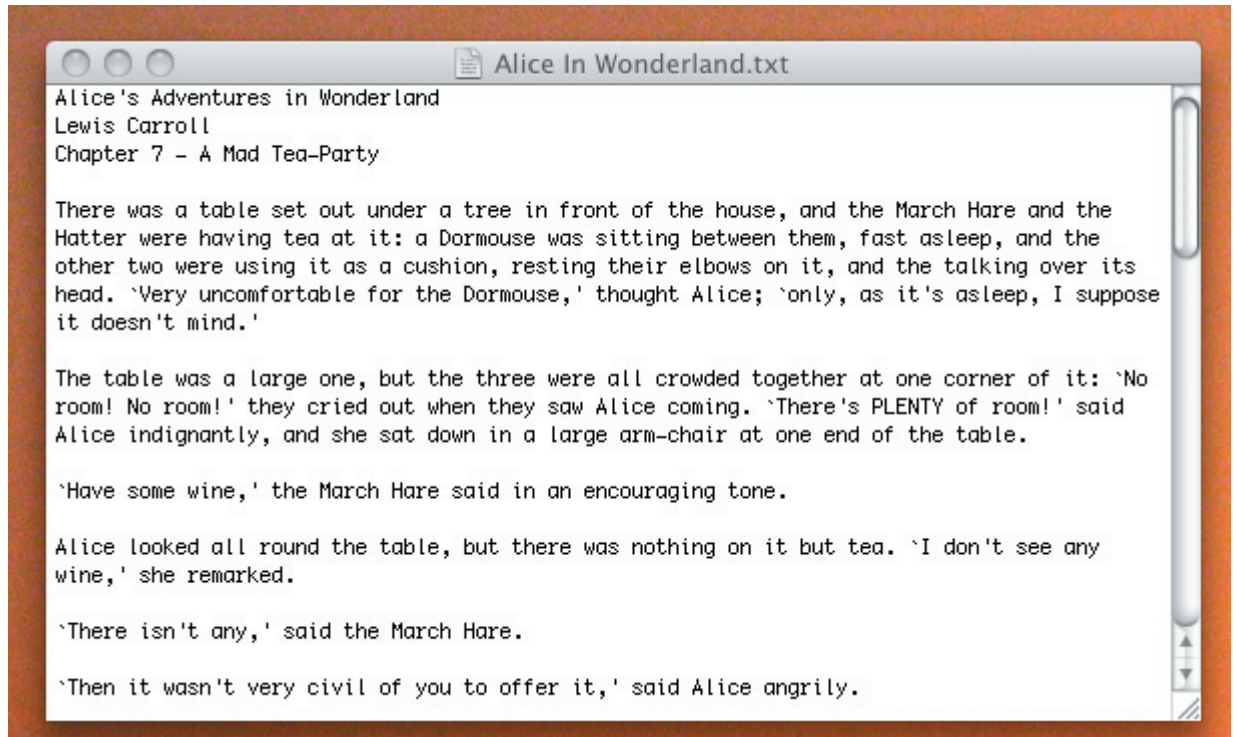 Alice In Wonderland.txt
Alice's Adventures in Wonderland
Lewis Carroll
Chapter 7 - A Mad Tea-Party
There was a table set out under a tree in front of the house, and the March Hare and the
Hatter were having tea at it: a Dormouse was sitting between them, fast asleep, and the
other two were using it as a cushion, resting their elbows on it, and the talking over its
head. `Very uncomfortable for the Dormouse,' thought Alice; `only, as it's asleep, I suppose
it doesn't mind.'
The table was a large one, but the three were all crowded together at one corner of it: `No
room! No room!' they cried out when they saw Alice coming. `There's PLENTY of room!' said
Alice indignantly, and she sat down in a large arm-chair at one end of the table.
`Have some wine,' the March Hare said in an encouraging tone.
Alice looked all round the table, but there was nothing on it but tea. `I don't see any
wine,' she remarked.
`There isn't any,' said the March Hare.
`Then it wasn't very civil of you to offer it,' said Alice angrily.